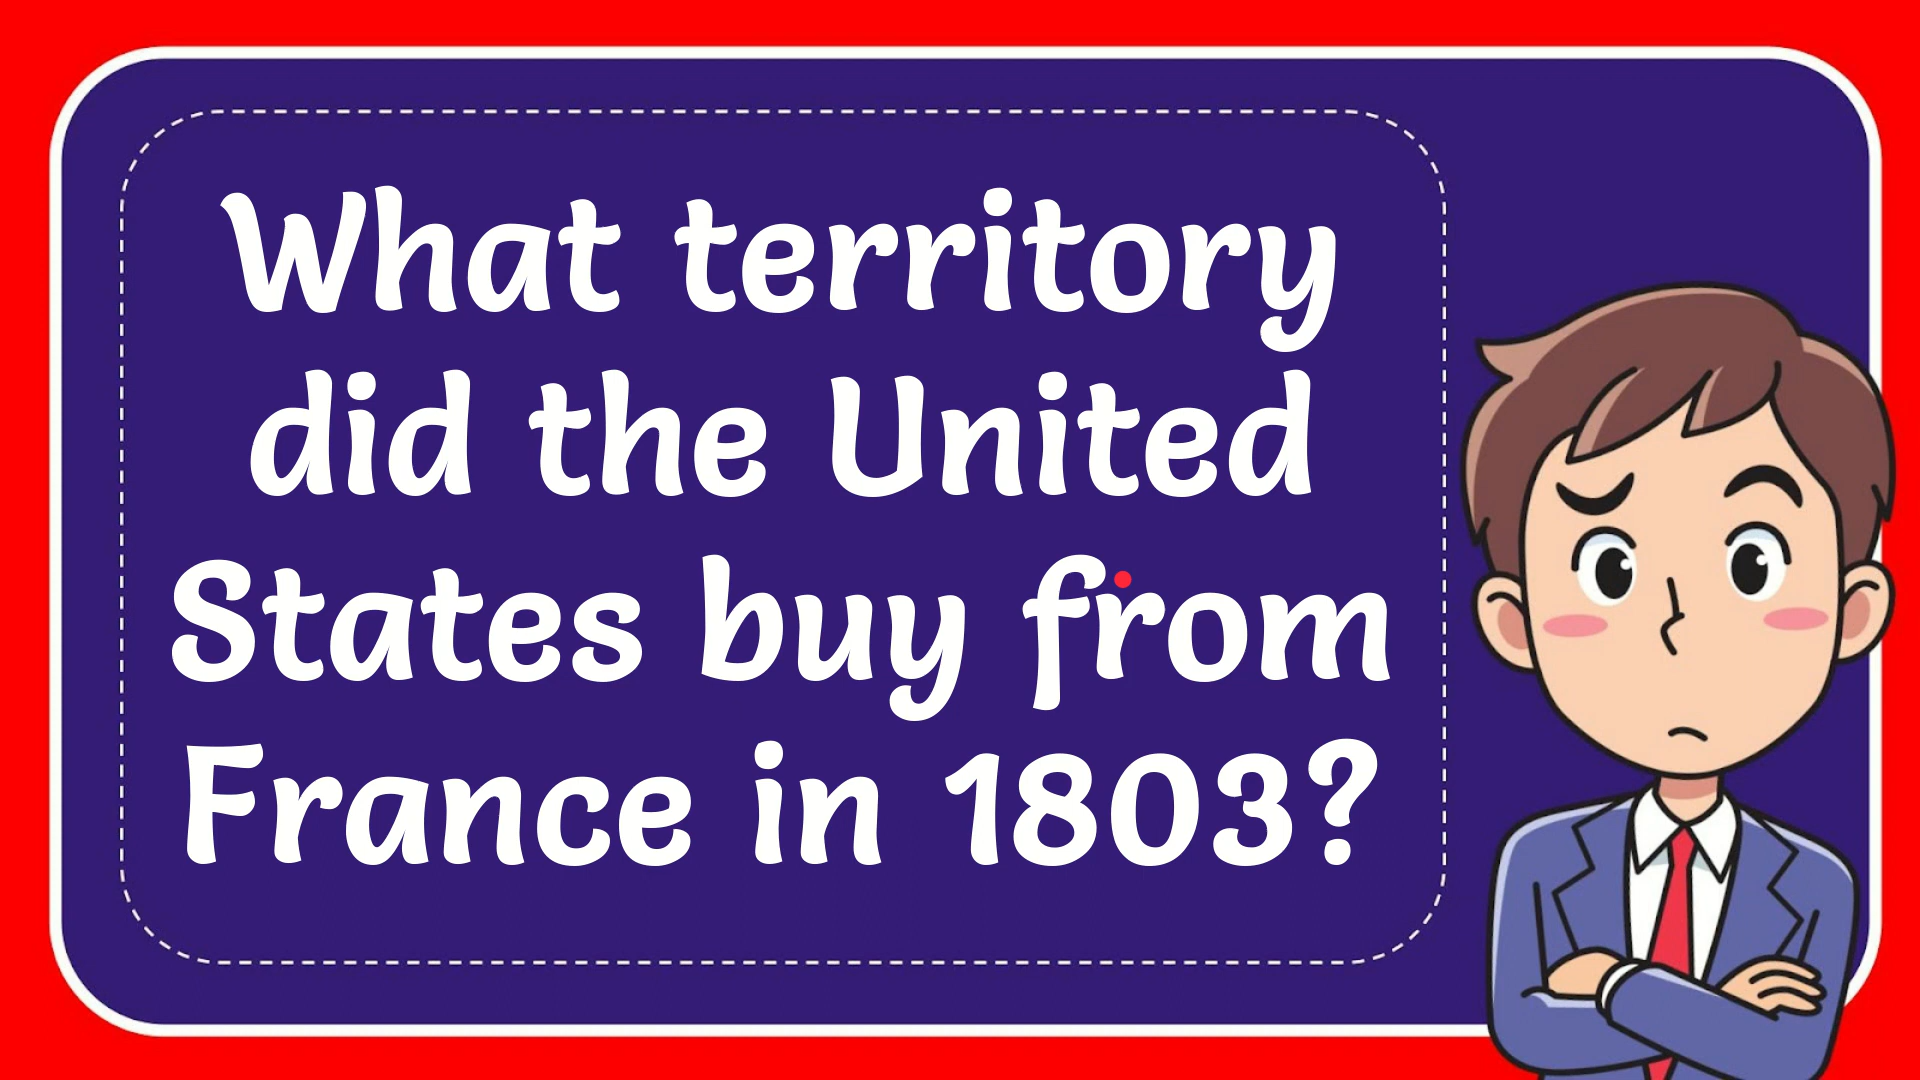 What territory
did the United
States buy from
France in 1803?